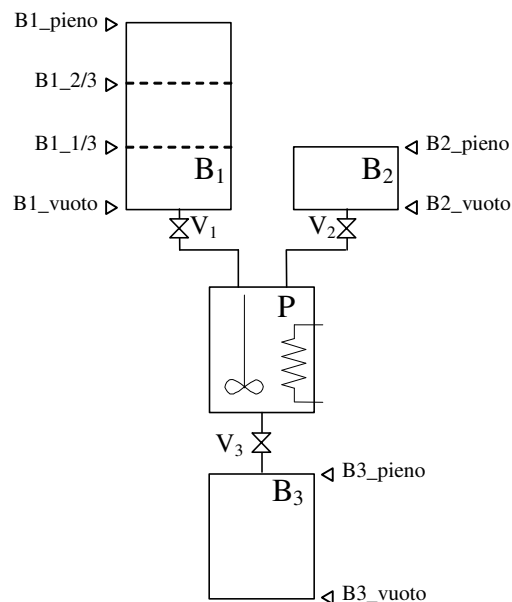 B1_pieno
B1_2/3
B1_1/3
B1_vuoto
B₁
V₁
B2_pieno
B₂
B2_vuoto
V₂
P
V₃
B3_pieno
B₃
B3_vuoto